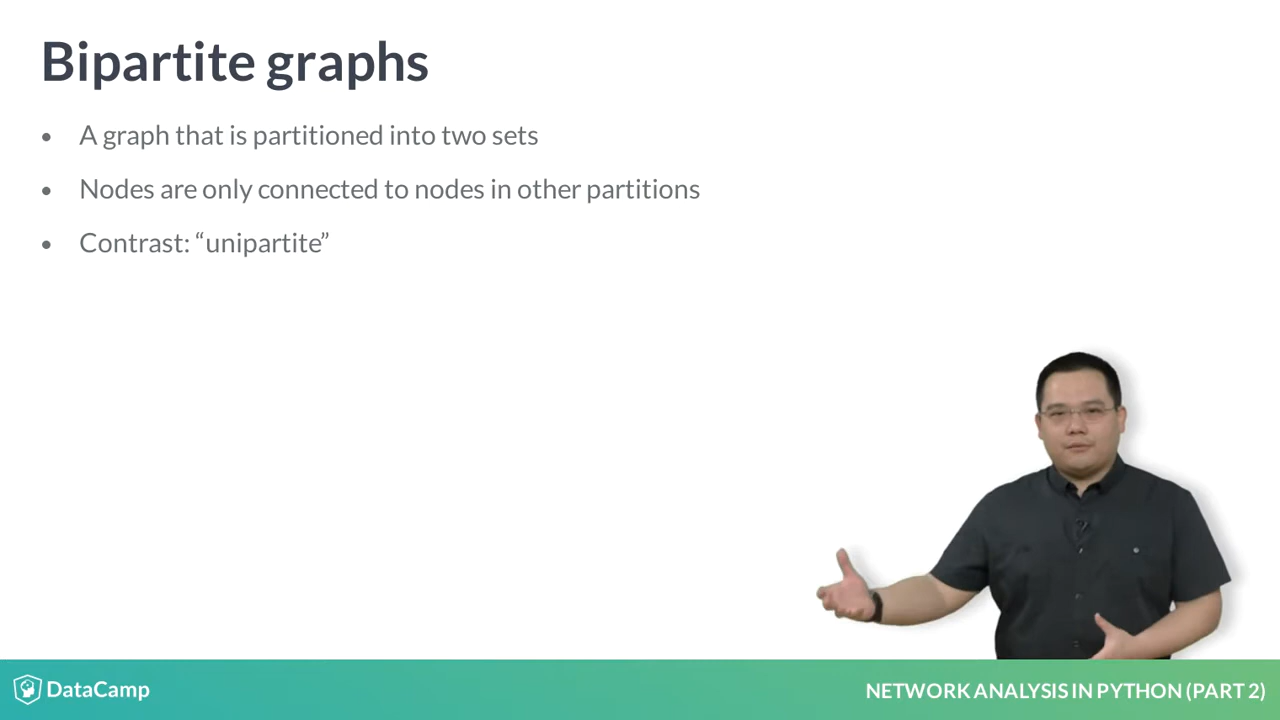 Bipartite graphs
• A graph that is partitioned into two sets
• Nodes are only connected to nodes in other partitions
• Contrast: “unipartite”
DataCamp
NETWORK ANALYSIS IN PYTHON (PART 2)